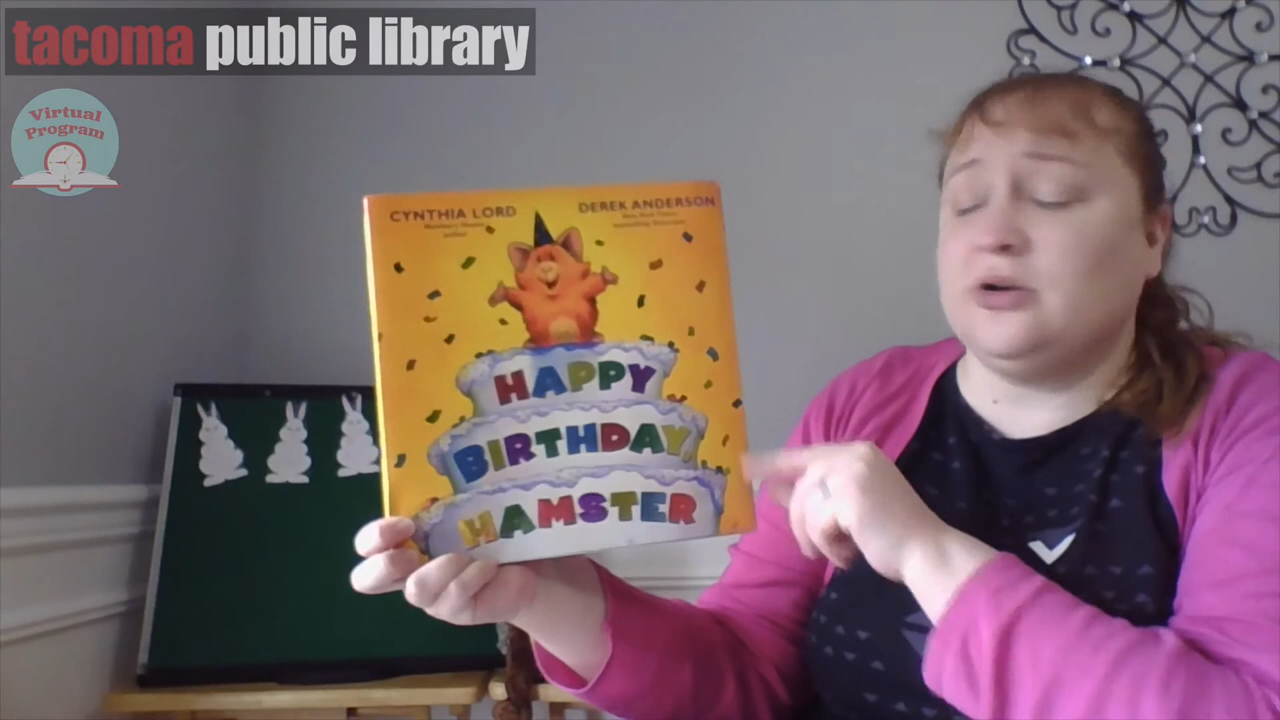 tacoma public library
Virtual
Program
CYNTHIA LORD
DEREK ANDERSON
HAPPY
BIRTHDAY,
HAMSTER